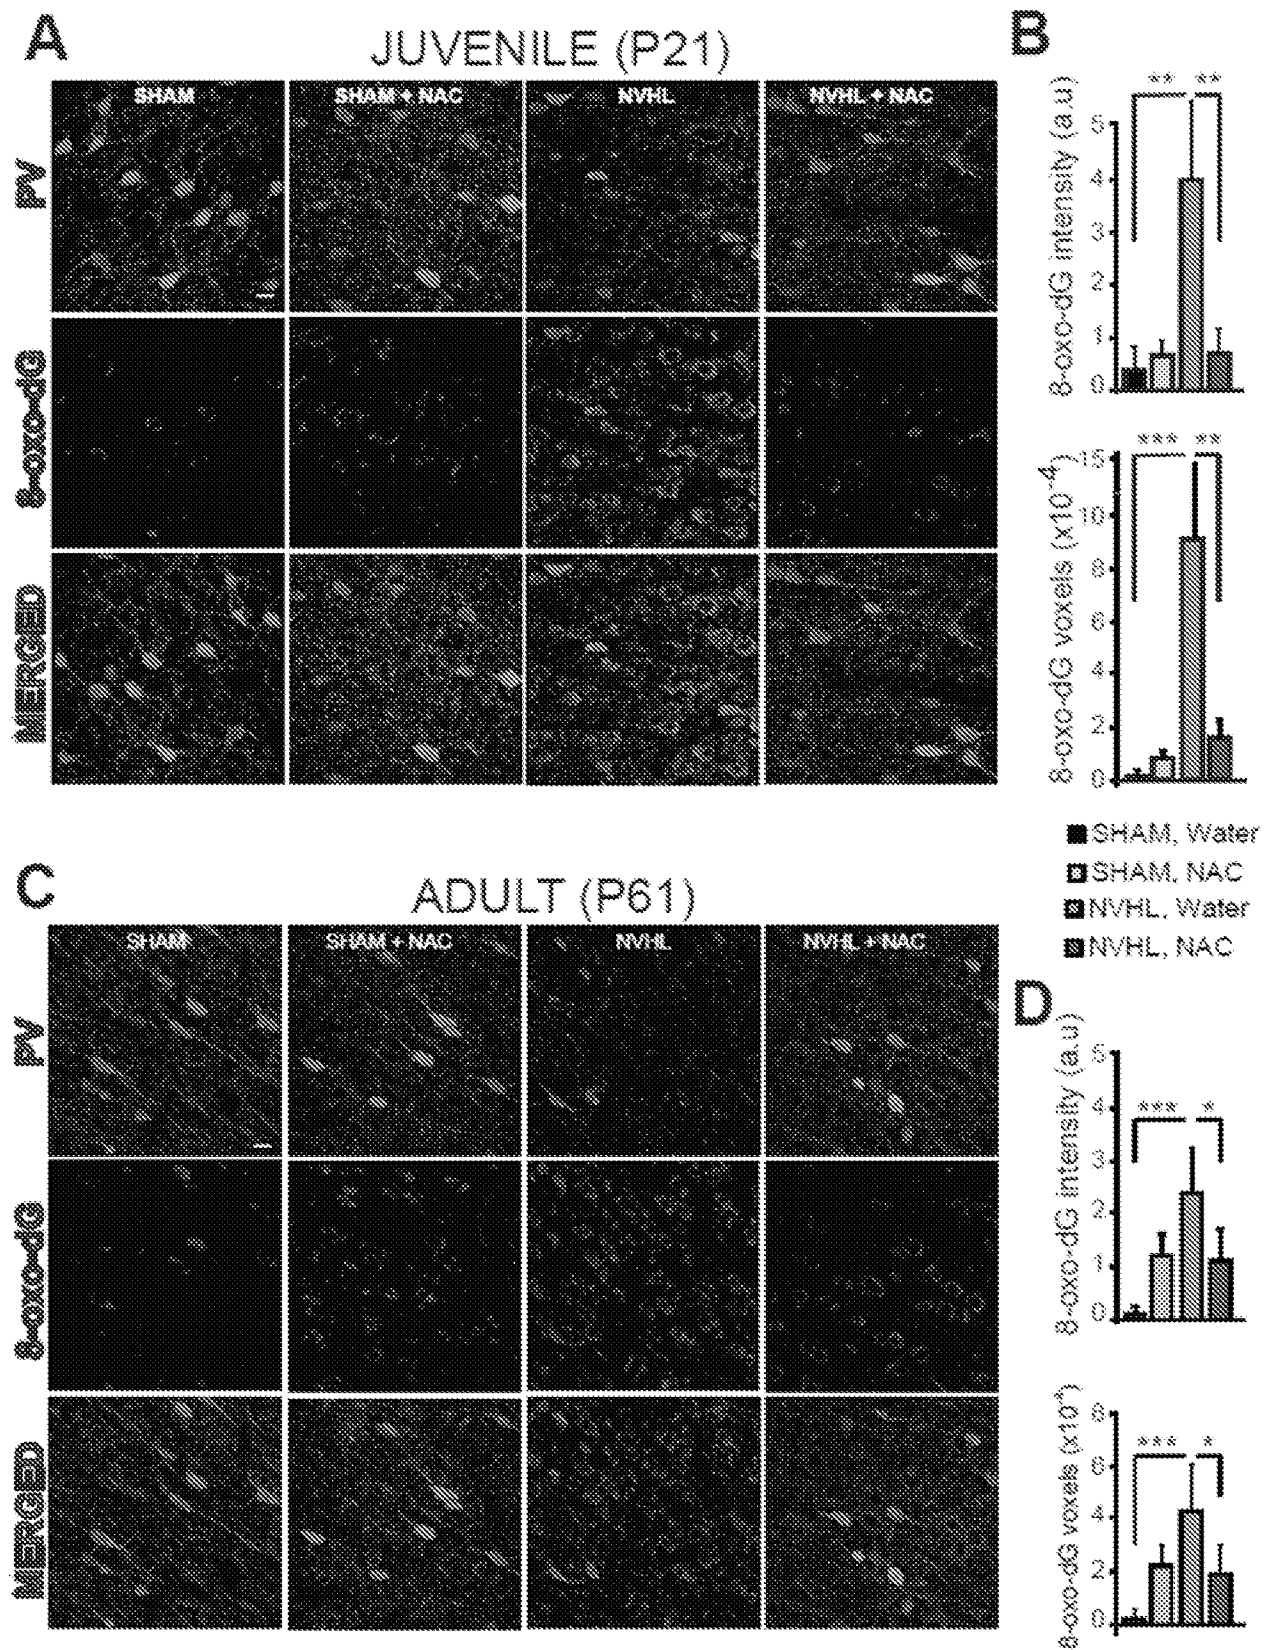 A
JUVENILE (P21)
SHAM
SHAM + NAC
NVHL
NVHL + NAC
PV
8-oxo-dG
MERGED
B
** **
8-oxo-dG intensity (a.u)
5
4
3
2
1
0
*** **
8-oxo-dG voxels (x10-4)
15
10
8
6
4
2
0
SHAM, Water
SHAM, NAC
NVHL, Water
NVHL, NAC
C
ADULT (P61)
SHAM
SHAM + NAC
NVHL
NVHL + NAC
PV
8-oxo-dG
MERGED
D
*** *
8-oxo-dG intensity (a.u
5
4
3
2
1
0
*** *
8-oxo-dG voxels (x10-4)
8
6
4
2
0